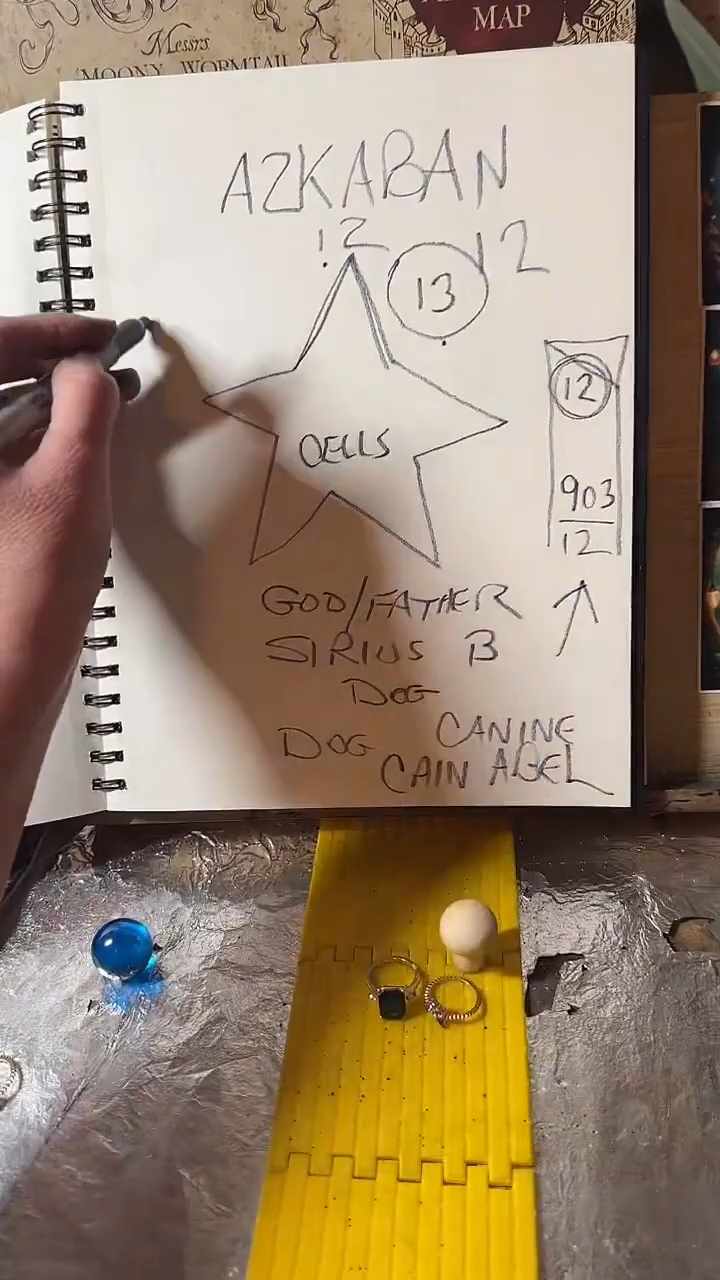 Messrs
MOONY WORMTAIL
MAP
AZKABAN
12
13
12
12
CELLS
903
12
GOD/FATHER
SIRIUS B
DOG
CANINE
DOG
CAIN ABEL